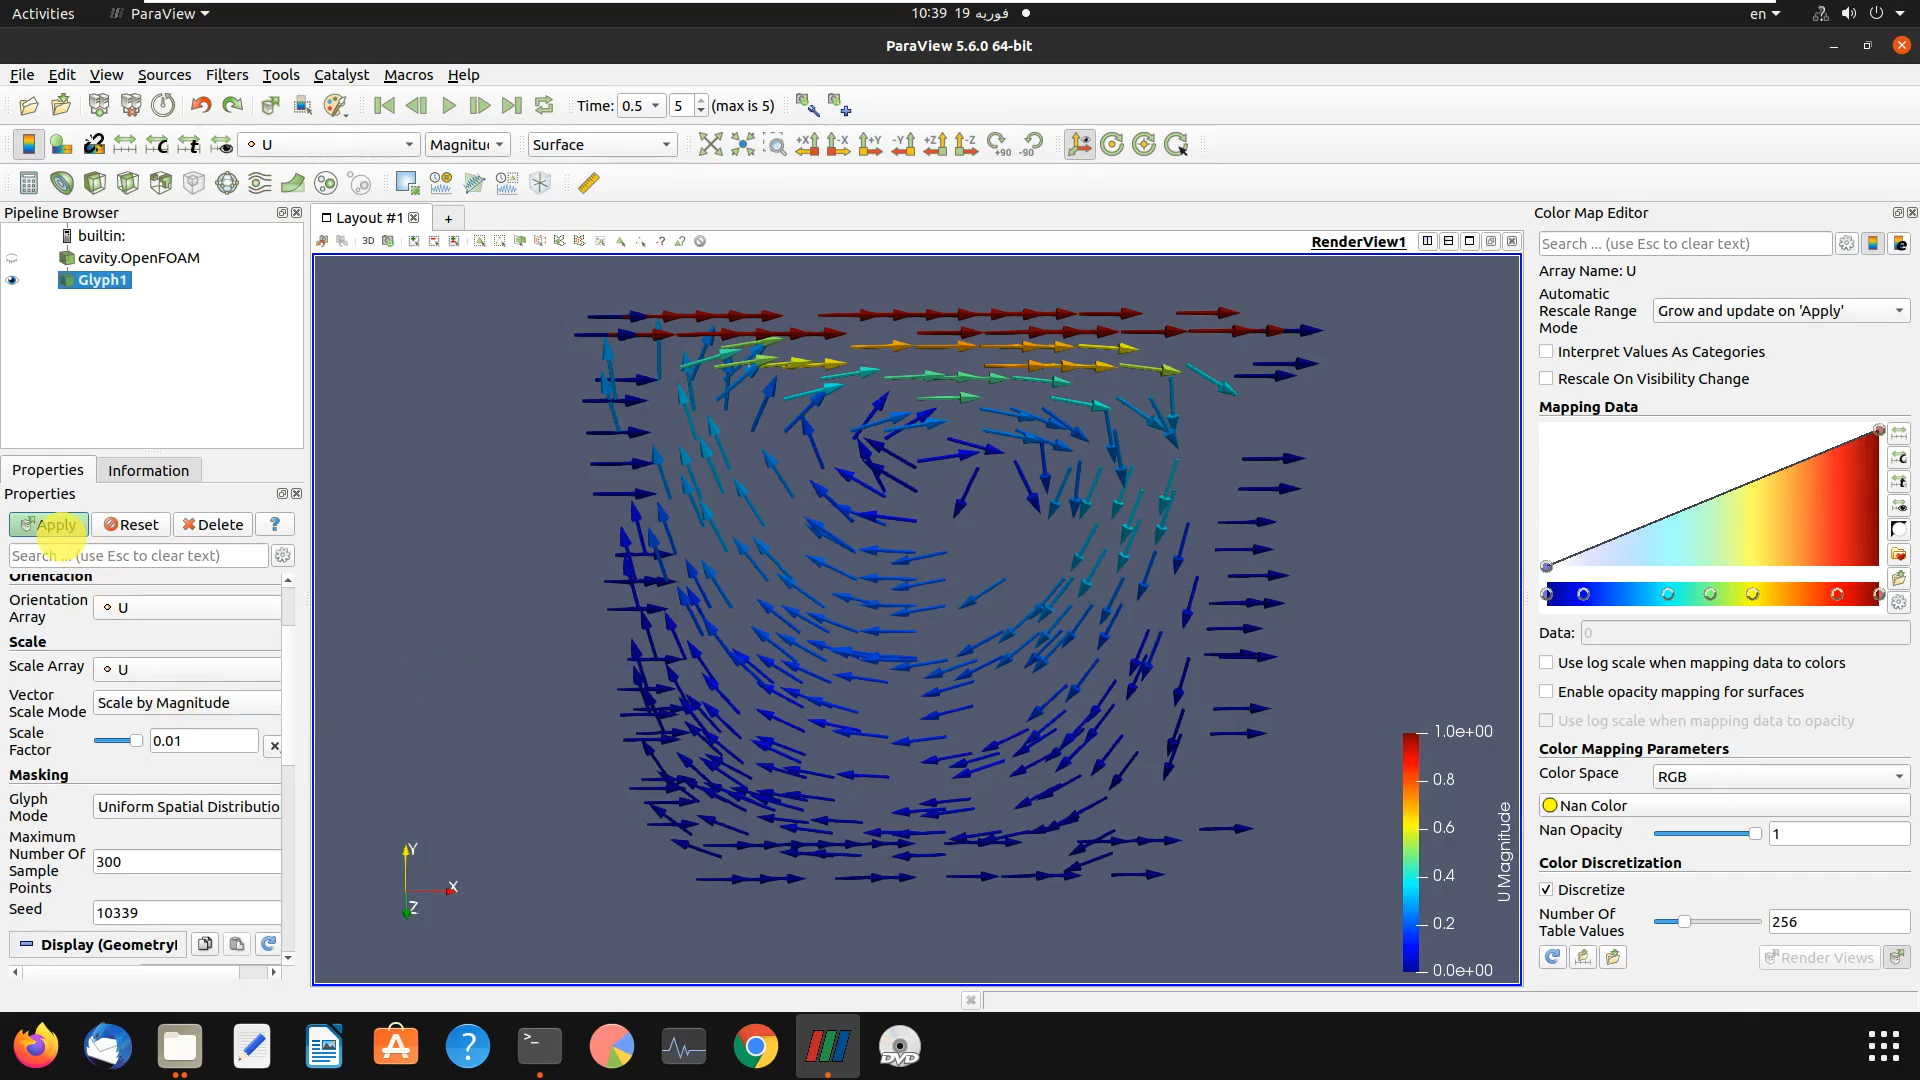 Activities
ParaView
10:39 19 فوریه
en
ParaView 5.6.0 64-bit
File Edit View Sources Filters Tools Catalyst Macros Help
Time: 0.5 5 (max is 5)
+X -X +Y -Y +Z -Z +90 -90
U
Magnituc
Surface
Pipeline Browser
builtin:
cavity.OpenFOAM
Glyph1
Properties Information
Properties
Apply Reset Delete ?
Search ... (use Esc to clear text)
Orientation
Orientation Array U
Scale
Scale Array U
Vector Scale Mode Scale by Magnitude
Scale Factor 0.01
Masking
Glyph Mode Uniform Spatial Distributio
Maximum Number Of Sample Points 300
Seed 10339
Display (Geometryl
Layout #1 +
3D
RenderView1
1.0e+00
0.8
0.6
0.4
0.2
0.0e+00
U Magnitude
Y
X
Z
Color Map Editor
Search ... (use Esc to clear text)
Array Name: U
Automatic Rescale Range Mode Grow and update on 'Apply'
Interpret Values As Categories
Rescale On Visibility Change
Mapping Data
Data: 0
Use log scale when mapping data to colors
Enable opacity mapping for surfaces
Use log scale when mapping data to opacity
Color Mapping Parameters
Color Space RGB
Nan Color
Nan Opacity 1
Color Discretization
Discretize
Number Of Table Values 256
Render Views
DVD